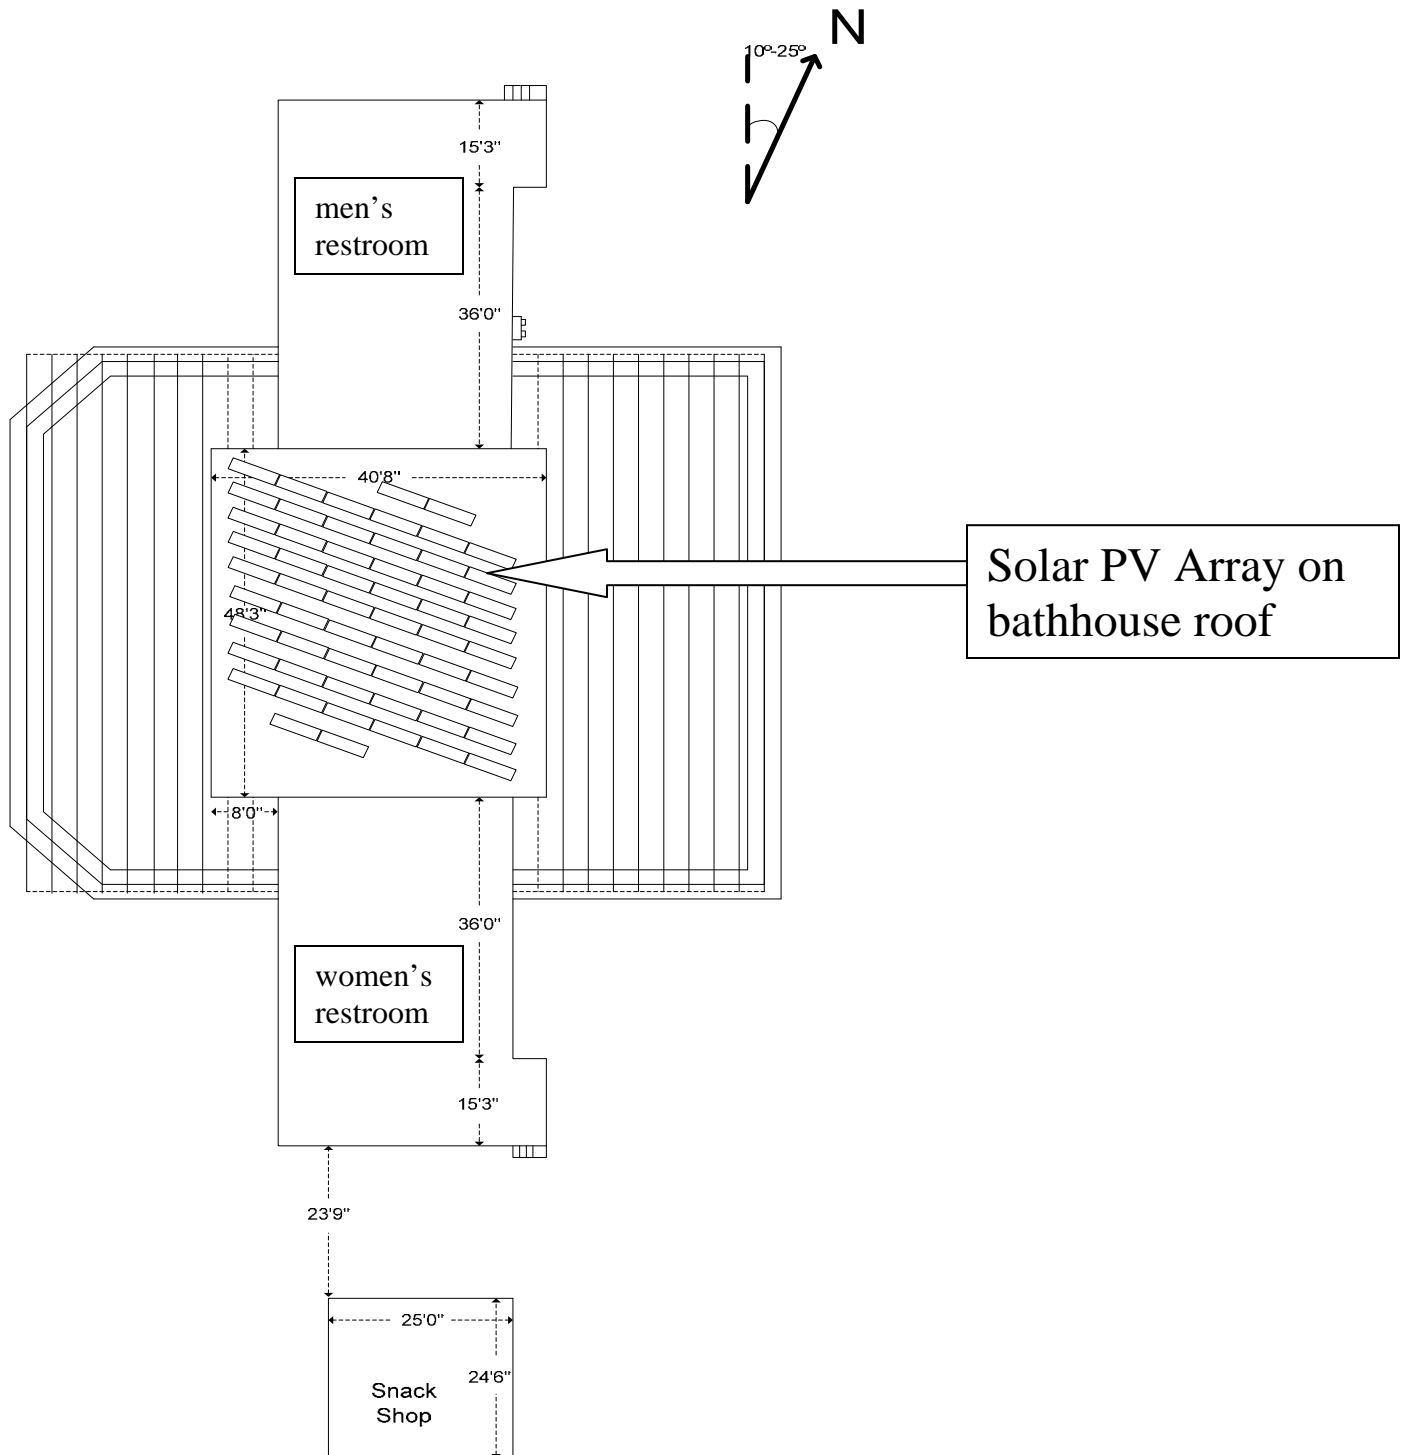 N
10º-25º
15'3"
men’s
restroom
36'0"
40'8"
Solar PV Array on
bathhouse roof
48'3"
8'0"
36'0"
women’s
restroom
15'3"
23'9"
25'0"
24'6"
Snack
Shop